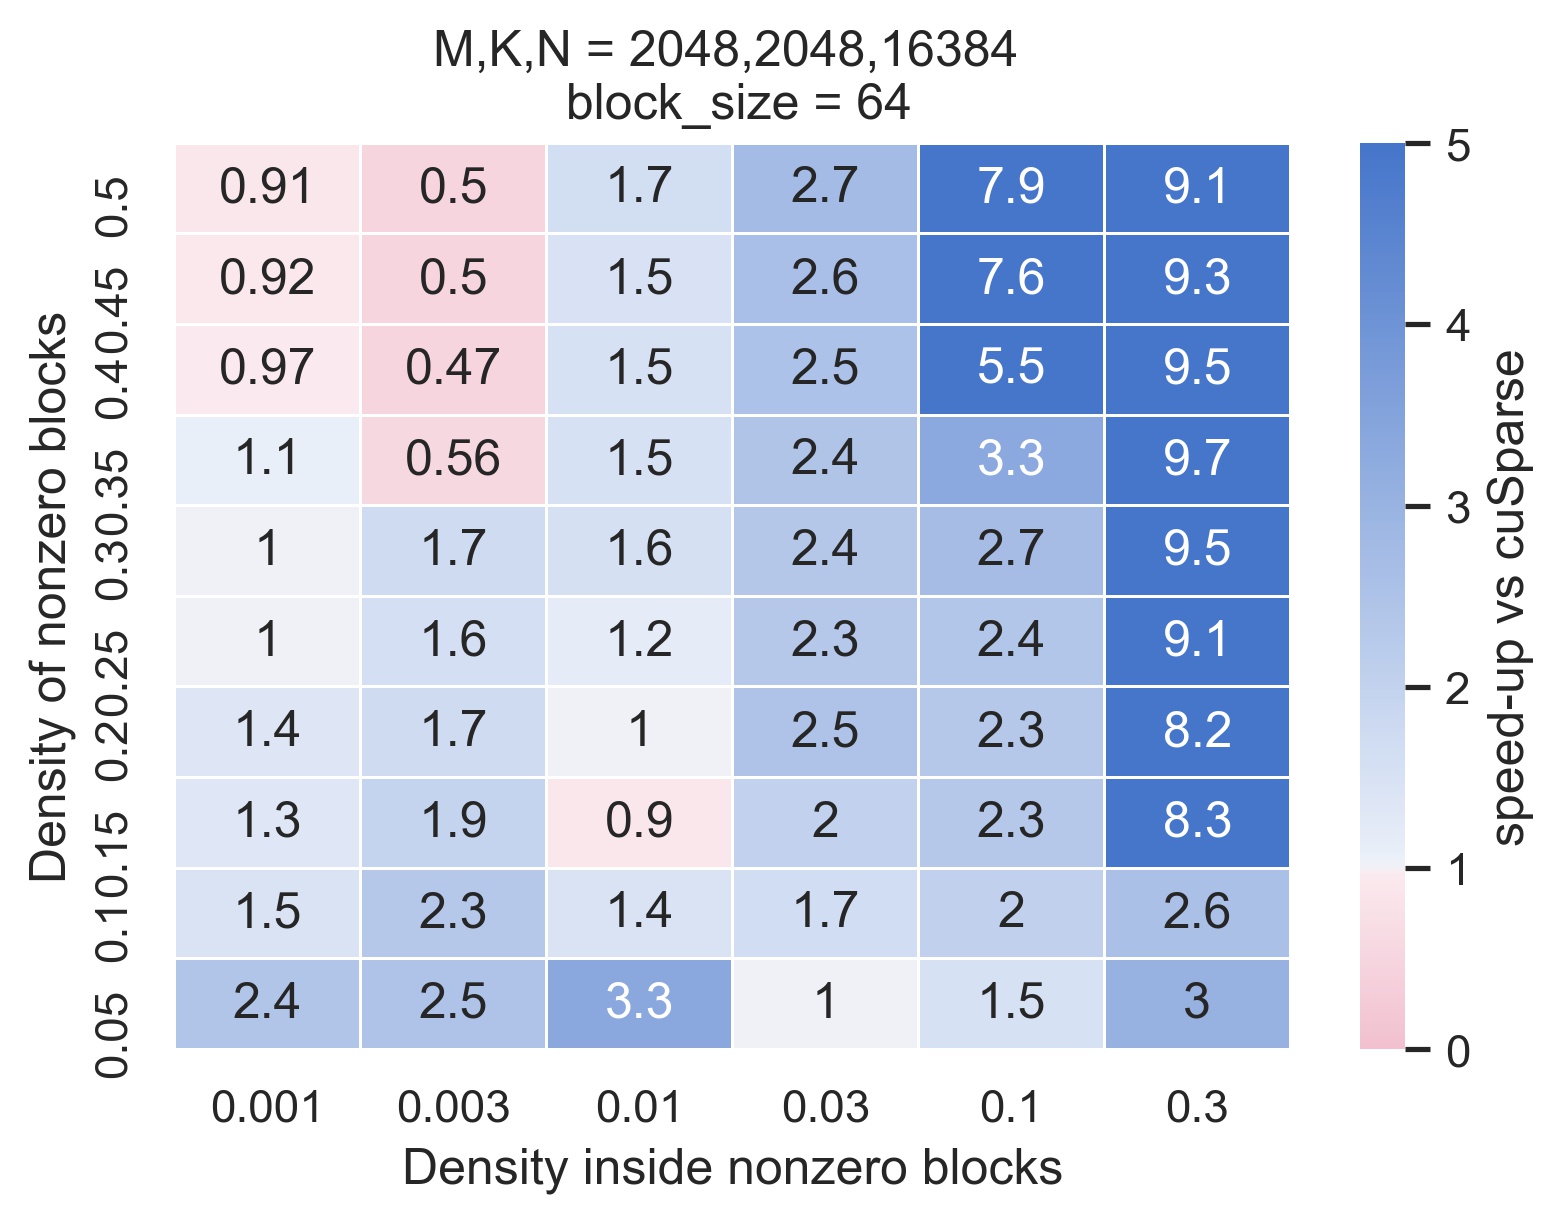 M,K,N = 2048,2048,16384
block_size = 64
Density of nonzero blocks
0.5 0.91 0.5 1.7 2.7 7.9 9.1
0.45 0.92 0.5 1.5 2.6 7.6 9.3
0.4 0.97 0.47 1.5 2.5 5.5 9.5
0.35 1.1 0.56 1.5 2.4 3.3 9.7
0.3 1 1.7 1.6 2.4 2.7 9.5
0.25 1 1.6 1.2 2.3 2.4 9.1
0.2 1.4 1.7 1 2.5 2.3 8.2
0.15 1.3 1.9 0.9 2 2.3 8.3
0.1 1.5 2.3 1.4 1.7 2 2.6
0.05 2.4 2.5 3.3 1 1.5 3
0.001 0.003 0.01 0.03 0.1 0.3
Density inside nonzero blocks
5
4
3
2
1
0
speed-up vs cuSparse